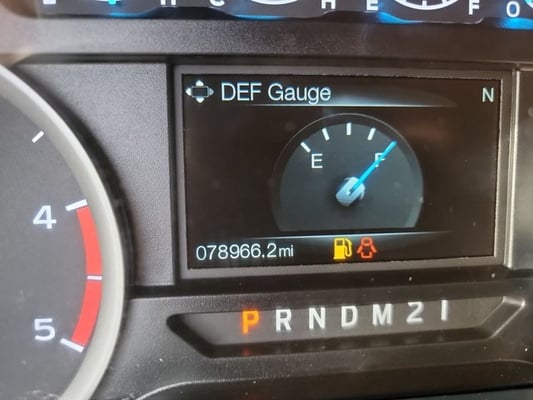 H C H E F O
DEF Gauge N
E F
078966.2mi
4
5
P R N D M 2 1